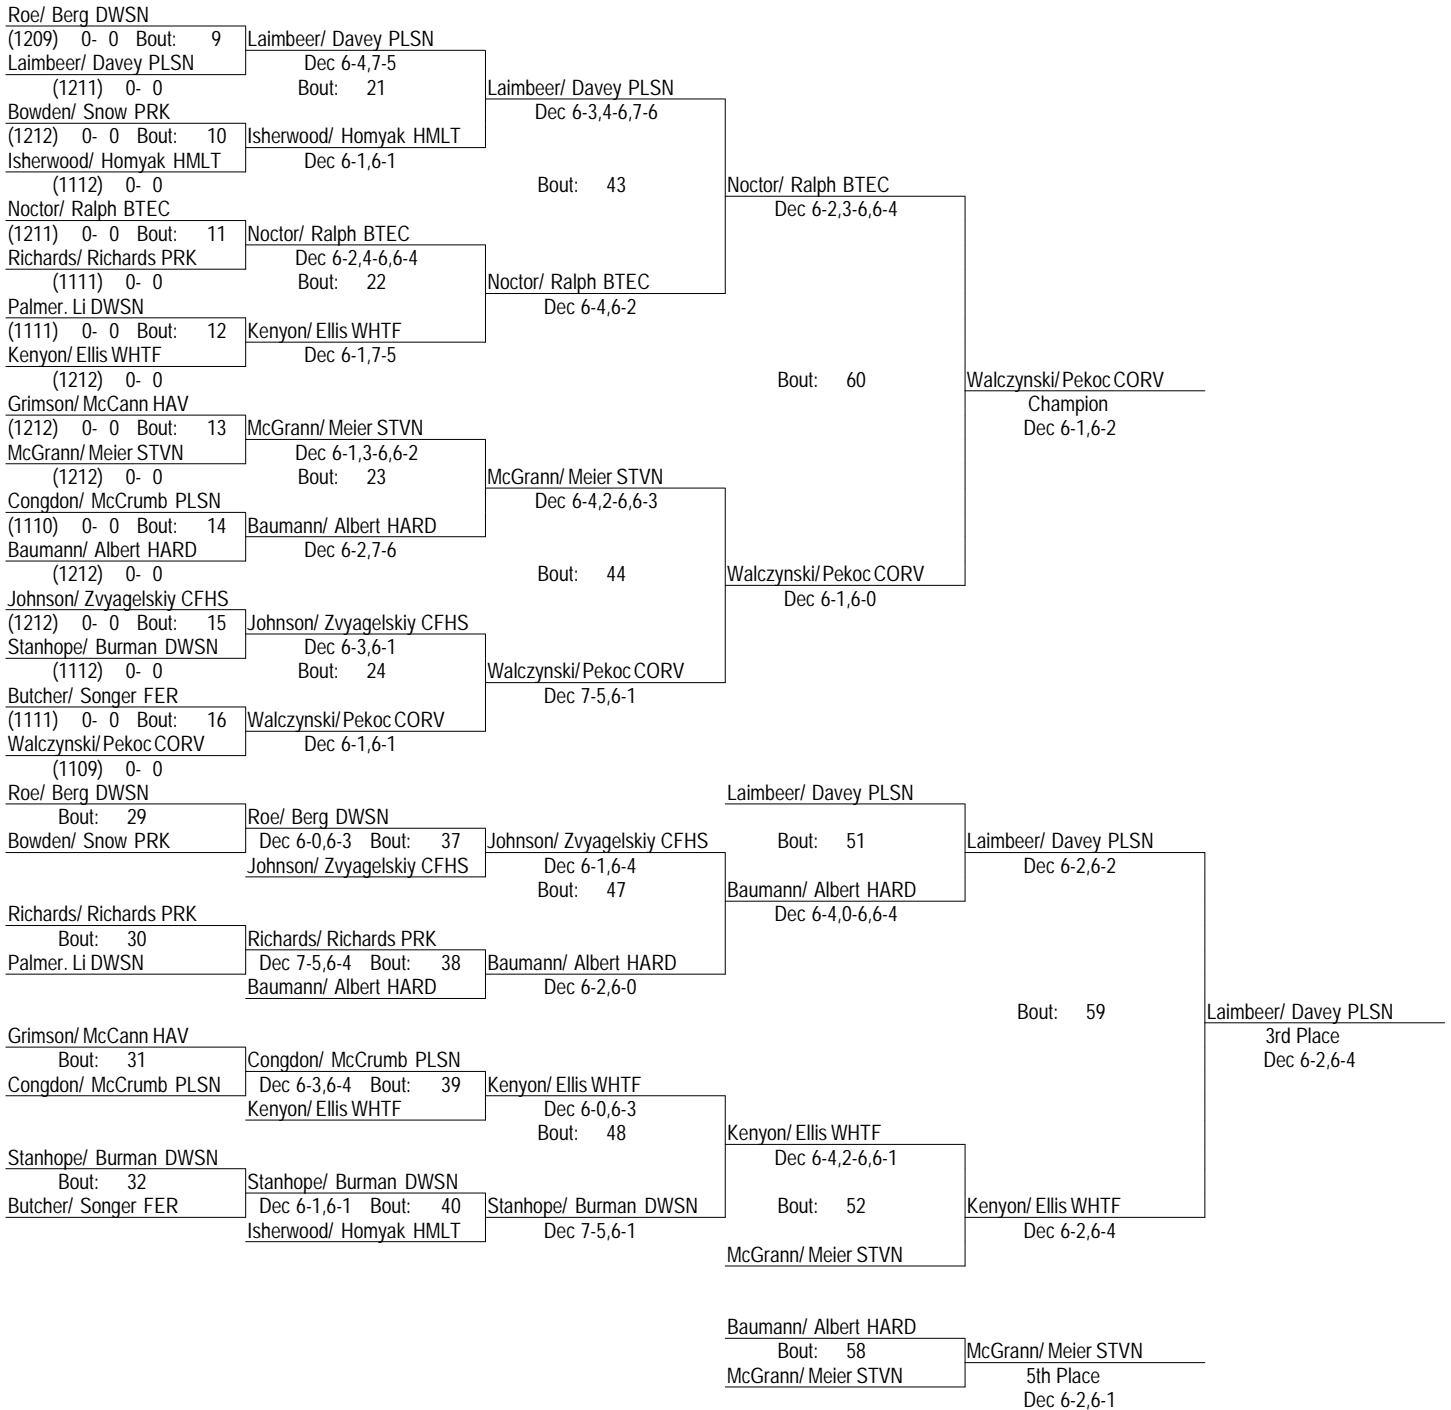 Roe/ Berg DWSN
(1209) 0- 0 Bout: 9 Laimbeer/ Davey PLSN
Laimbeer/ Davey PLSN Dec 6-4,7-5
(1211) 0- 0 Bout: 21 Laimbeer/ Davey PLSN
Bowden/ Snow PRK Dec 6-3,4-6,7-6
(1212) 0- 0 Bout: 10 Isherwood/ Homyak HMLT
Isherwood/ Homyak HMLT Dec 6-1,6-1
(1112) 0- 0 Bout: 43 Noctor/ Ralph BTEC
Noctor/ Ralph BTEC Dec 6-2,3-6,6-4
(1211) 0- 0 Bout: 11 Noctor/ Ralph BTEC
Richards/ Richards PRK Dec 6-2,4-6,6-4
(1111) 0- 0 Bout: 22 Noctor/ Ralph BTEC
Palmer. Li DWSN Dec 6-4,6-2
(1111) 0- 0 Bout: 12 Kenyon/ Ellis WHTF
Kenyon/ Ellis WHTF Dec 6-1,7-5
(1212) 0- 0 Bout: 60 Walczynski/ Pekoc CORV
Grimson/ McCann HAV Champion
(1212) 0- 0 Bout: 13 McGrann/ Meier STVN Dec 6-1,6-2
McGrann/ Meier STVN Dec 6-1,3-6,6-2
(1212) 0- 0 Bout: 23 McGrann/ Meier STVN
Congdon/ McCrumb PLSN Dec 6-4,2-6,6-3
(1110) 0- 0 Bout: 14 Baumann/ Albert HARD
Baumann/ Albert HARD Dec 6-2,7-6
(1212) 0- 0 Bout: 44 Walczynski/ Pekoc CORV
Johnson/ Zvyagelskiy CFHS Dec 6-1,6-0
(1212) 0- 0 Bout: 15 Johnson/ Zvyagelskiy CFHS
Stanhope/ Burman DWSN Dec 6-3,6-1
(1112) 0- 0 Bout: 24 Walczynski/ Pekoc CORV
Butcher/ Songer FER Dec 7-5,6-1
(1111) 0- 0 Bout: 16 Walczynski/ Pekoc CORV
Walczynski/ Pekoc CORV Dec 6-1,6-1
(1109) 0- 0
Roe/ Berg DWSN Laimbeer/ Davey PLSN
Bout: 29 Roe/ Berg DWSN
Bowden/ Snow PRK Dec 6-0,6-3 Bout: 37 Johnson/ Zvyagelskiy CFHS Bout: 51 Laimbeer/ Davey PLSN
Johnson/ Zvyagelskiy CFHS Dec 6-1,6-4 Dec 6-2,6-2
Bout: 47 Baumann/ Albert HARD
Richards/ Richards PRK Dec 6-4,0-6,6-4
Bout: 30 Richards/ Richards PRK
Palmer. Li DWSN Dec 7-5,6-4 Bout: 38 Baumann/ Albert HARD
Baumann/ Albert HARD Dec 6-2,6-0
Bout: 59 Laimbeer/ Davey PLSN
Grimson/ McCann HAV 3rd Place
Bout: 31 Congdon/ McCrumb PLSN Dec 6-2,6-4
Congdon/ McCrumb PLSN Dec 6-3,6-4 Bout: 39 Kenyon/ Ellis WHTF
Kenyon/ Ellis WHTF Dec 6-0,6-3
Bout: 48 Kenyon/ Ellis WHTF
Stanhope/ Burman DWSN Dec 6-4,2-6,6-1
Bout: 32 Stanhope/ Burman DWSN
Butcher/ Songer FER Dec 6-1,6-1 Bout: 40 Stanhope/ Burman DWSN Bout: 52 Kenyon/ Ellis WHTF
Isherwood/ Homyak HMLT Dec 7-5,6-1 Dec 6-2,6-4
McGrann/ Meier STVN
Baumann/ Albert HARD
Bout: 58 McGrann/ Meier STVN
McGrann/ Meier STVN 5th Place
Dec 6-2,6-1